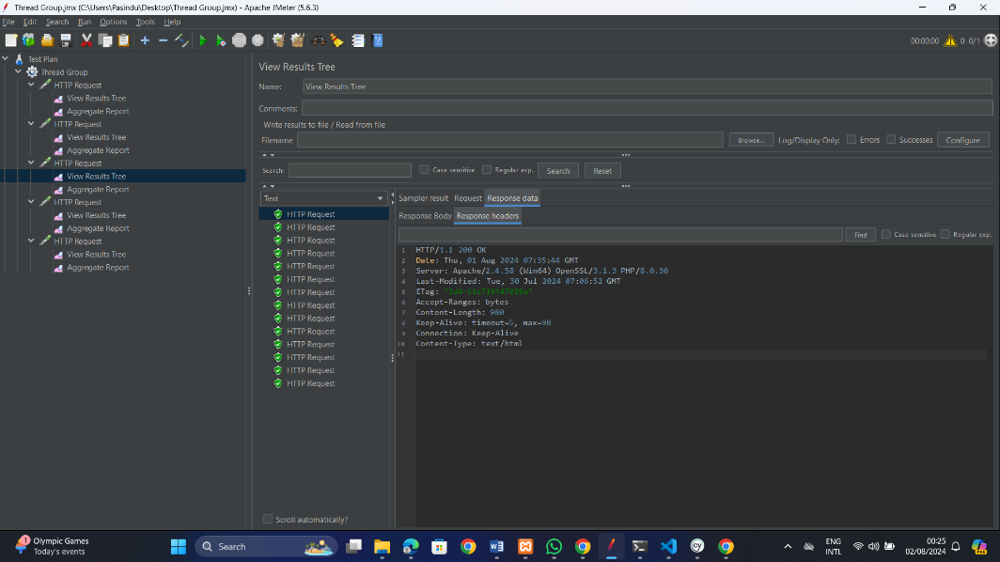 Thread Group.jmx (C:\Users\Pasindu\Desktop\Thread Group.jmx) - Apache JMeter (5.6.3)
File Edit Search Run Options Tools Help
00:00:00 0 0/1
Test Plan
Thread Group
HTTP Request
View Results Tree
Aggregate Report
HTTP Request
View Results Tree
Aggregate Report
HTTP Request
View Results Tree
Aggregate Report
HTTP Request
View Results Tree
Aggregate Report
HTTP Request
View Results Tree
Aggregate Report
View Results Tree
Name: View Results Tree
Comments:
Write results to file / Read from file
Filename Browse... Log/Display Only: Errors Successes Configure
Search: Case sensitive Regular exp. Search Reset
Text
HTTP Request
HTTP Request
HTTP Request
HTTP Request
HTTP Request
HTTP Request
HTTP Request
HTTP Request
HTTP Request
HTTP Request
HTTP Request
HTTP Request
HTTP Request
HTTP Request
Scroll automatically?
Sampler result Request Response data
Response Body Response headers
Find Case sensitive Regular exp.
1 HTTP/1.1 200 OK
2 Date: Thu, 01 Aug 2024 07:35:44 GMT
3 Server: Apache/2.4.58 (Win64) OpenSSL/3.1.3 PHP/8.0.30
4 Last-Modified: Tue, 30 Jul 2024 07:06:52 GMT
5 ETag: "3d4-61e719f47829a"
6 Accept-Ranges: bytes
7 Content-Length: 980
8 Keep-Alive: timeout=5, max=98
9 Connection: Keep-Alive
10 Content-Type: text/html
11
1 Olympic Games
Today's events
Search
ENG
INTL
00:25
02/08/2024